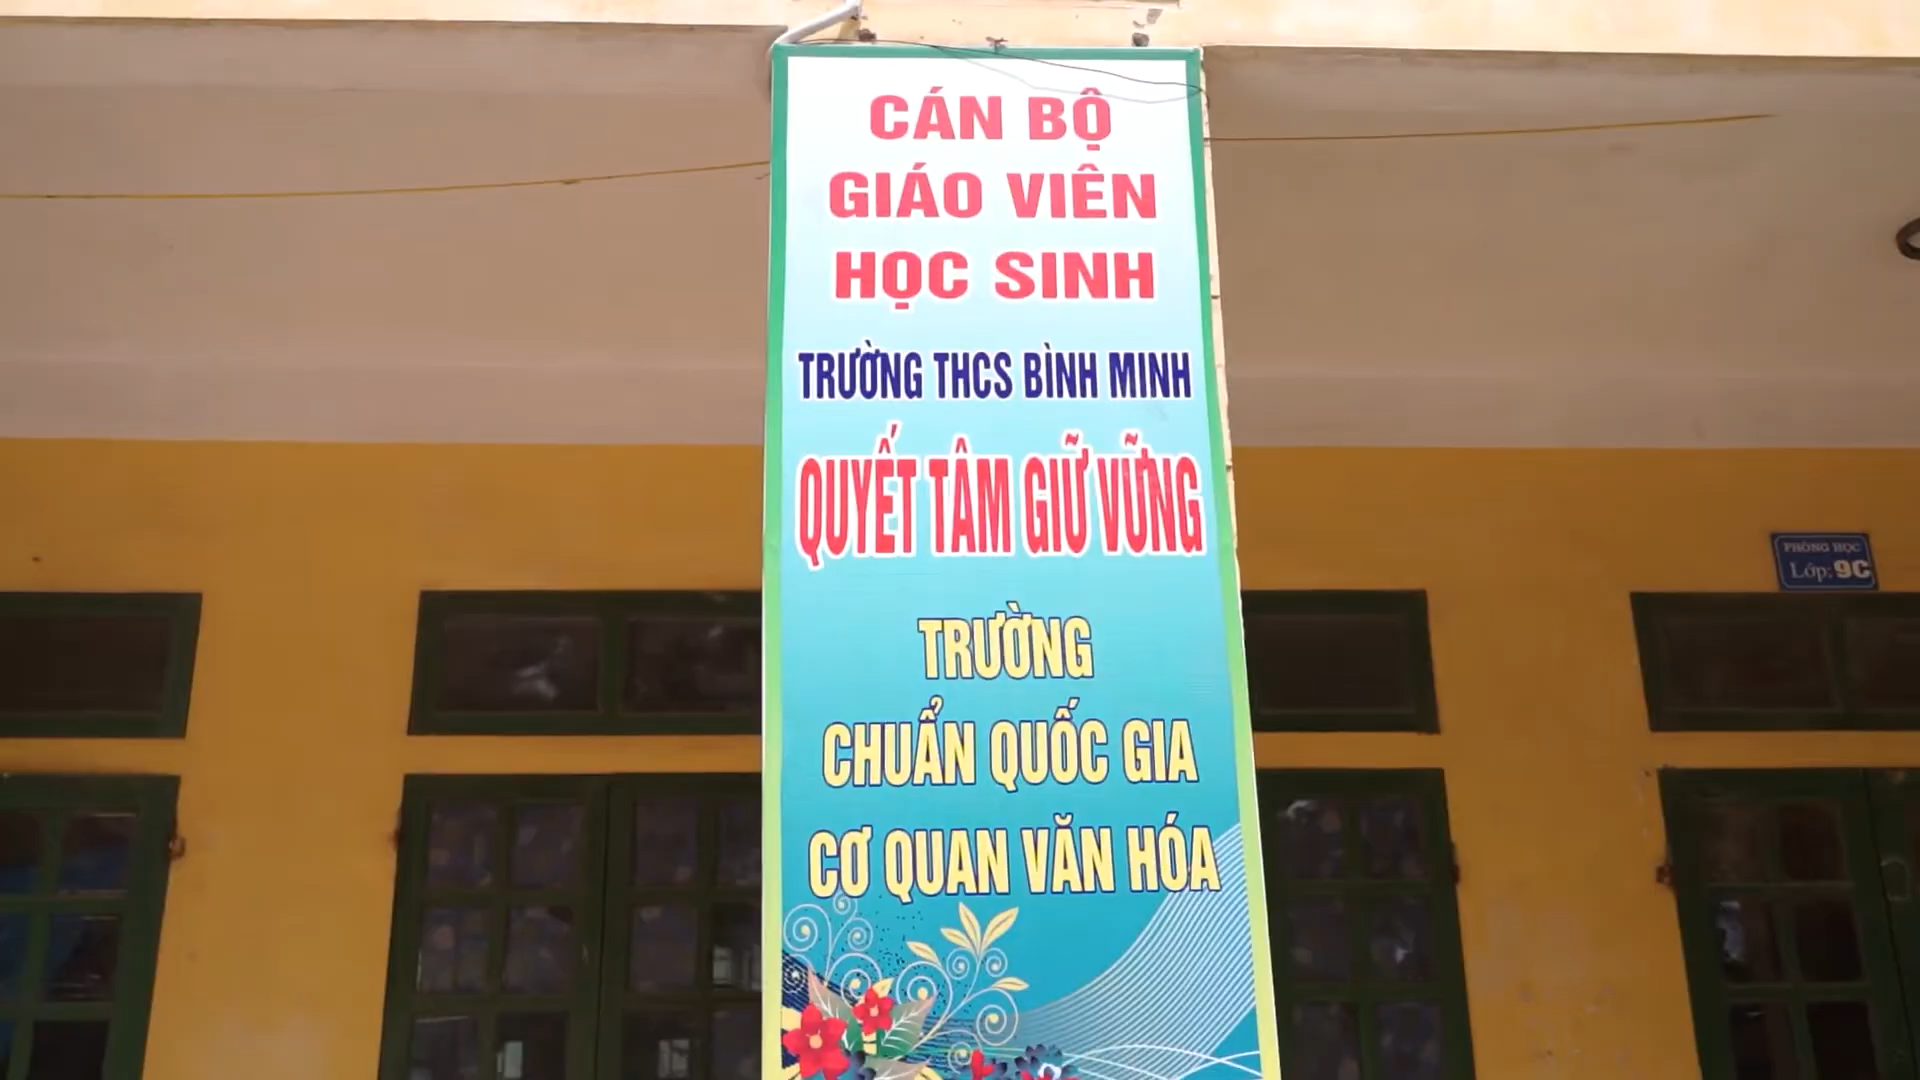 CÁN BỘ
GIÁO VIÊN
HỌC SINH
TRƯỜNG THCS BÌNH MINH
QUYẾT TÂM GIỮ VỮNG
TRƯỜNG
CHUẨN QUỐC GIA
CƠ QUAN VĂN HÓA
PHÒNG HỌC
Lớp: 9C